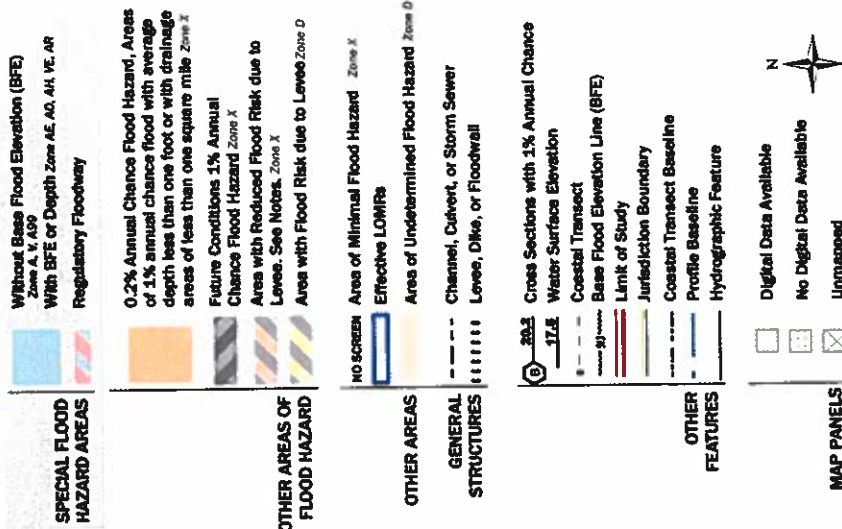 SPECIAL FLOOD
HAZARD AREAS
Without Base Flood Elevation (BFE)
Zone A, V, A99
With BFE or Depth Zone AE, AO, AH, VE, AR
Regulatory Floodway
OTHER AREAS OF
FLOOD HAZARD
0.2% Annual Chance Flood Hazard, Areas
of 1% annual chance flood with average
depth less than one foot or with drainage
areas of less than one square mile Zone X
Future Conditions 1% Annual
Chance Flood Hazard Zone X
Area with Reduced Flood Risk due to
Levee. See Notes. Zone X
Area with Flood Risk due to Levee Zone D
OTHER AREAS
NO SCREEN Area of Minimal Flood Hazard Zone X
Effective LOMRs
Area of Undetermined Flood Hazard Zone D
GENERAL
STRUCTURES
Channel, Culvert, or Storm Sewer
Levee, Dike, or Floodwall
OTHER
FEATURES
B 20.2 Cross Sections with 1% Annual Chance
17.5 Water Surface Elevation
Coastal Transect
Base Flood Elevation Line (BFE)
Limit of Study
Jurisdiction Boundary
Coastal Transect Baseline
Profile Baseline
Hydrographic Feature
MAP PANELS
Digital Data Available
No Digital Data Available
Unmapped
N